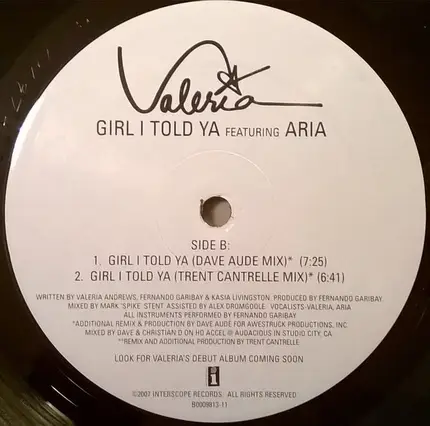 Valeria
GIRL I TOLD YA FEATURING ARIA
SIDE B:
1. GIRL I TOLD YA (DAVE AUDE MIX)* (7:25)
2. GIRL I TOLD YA (TRENT CANTRELLE MIX)* (6:41)
WRITTEN BY VALERIA ANDREWS, FERNANDO GARIBAY & KASIA LIVINGSTON. PRODUCED BY FERNANDO GARIBAY.
MIXED BY MARK 'SPIKE' STENT ASSISTED BY ALEX DROMGOOLE. VOCALISTS-VALERIA, ARIA
ALL INSTRUMENTS PERFORMED BY FERNANDO GARIBAY
*ADDITIONAL REMIX & PRODUCTION BY DAVE AUDE FOR AWESTRUCK PRODUCTIONS, INC.
MIXED BY DAVE & CHRISTIAN D ON HD ACCEL @ AUDACIOUS IN STUDIO CITY, CA
**REMIX AND ADDITIONAL PRODUCTION BY TRENT CANTRELLE
LOOK FOR VALERIA'S DEBUT ALBUM COMING SOON
i
©2007 INTERSCOPE RECORDS. ALL RIGHTS RESERVED
B0009813-11